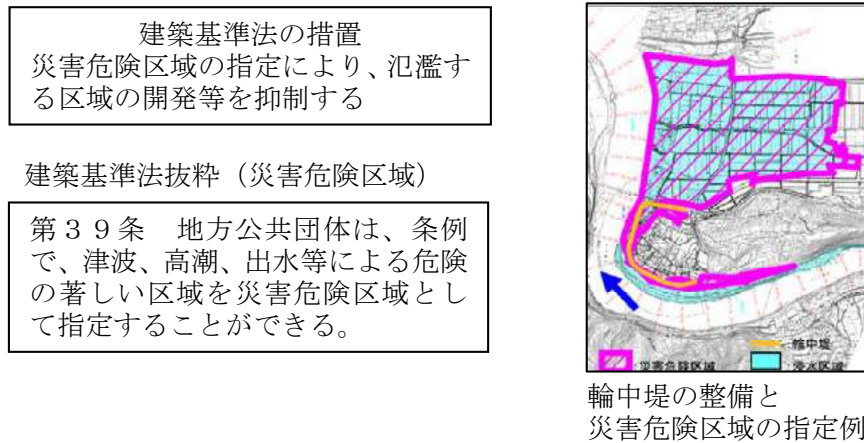 建築基準法の措置
災害危険区域の指定により、氾濫す
る区域の開発等を抑制する
建築基準法抜粋（災害危険区域）
第３９条　地方公共団体は、条例
で、津波、高潮、出水等による危険
の著しい区域を災害危険区域とし
て指定することができる。
輪中堤
災害危険区域
浸水区域
輪中堤の整備と
災害危険区域の指定例